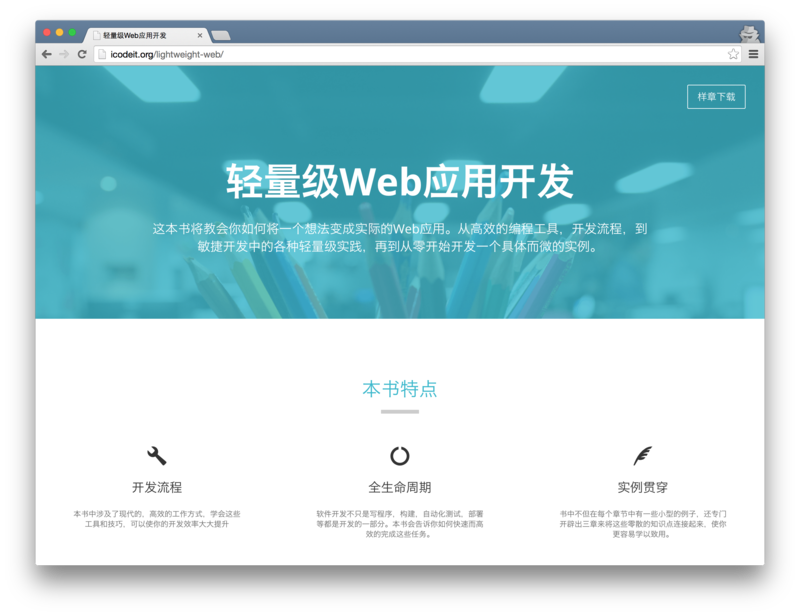 轻量级Web应用开发
icodeit.org/lightweight-web/
样章下载
轻量级Web应用开发
这本书将教会你如何将一个想法变成实际的Web应用。从高效的编程工具，开发流程，到
敏捷开发中的各种轻量级实践，再到从零开始开发一个具体而微的实例。
本书特点
开发流程
本书中涉及了现代的，高效的工作方式，学会这些
工具和技巧，可以使你的开发效率大大提升
全生命周期
软件开发不只是写程序，构建，自动化测试，部署
等都是开发的一部分。本书会告诉你如何快速而高
效的完成这些任务。
实例贯穿
书中不但在每个章节中有一些小型的例子，还专门
开辟出三章来将这些零散的知识点连接起来，使你
更容易学以致用。